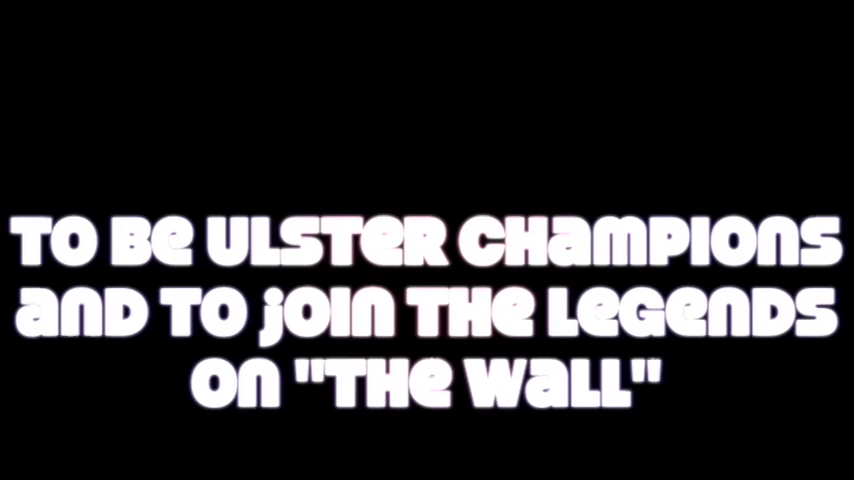 To Be Ulster Champions
and to join the Legends
on "The Wall"